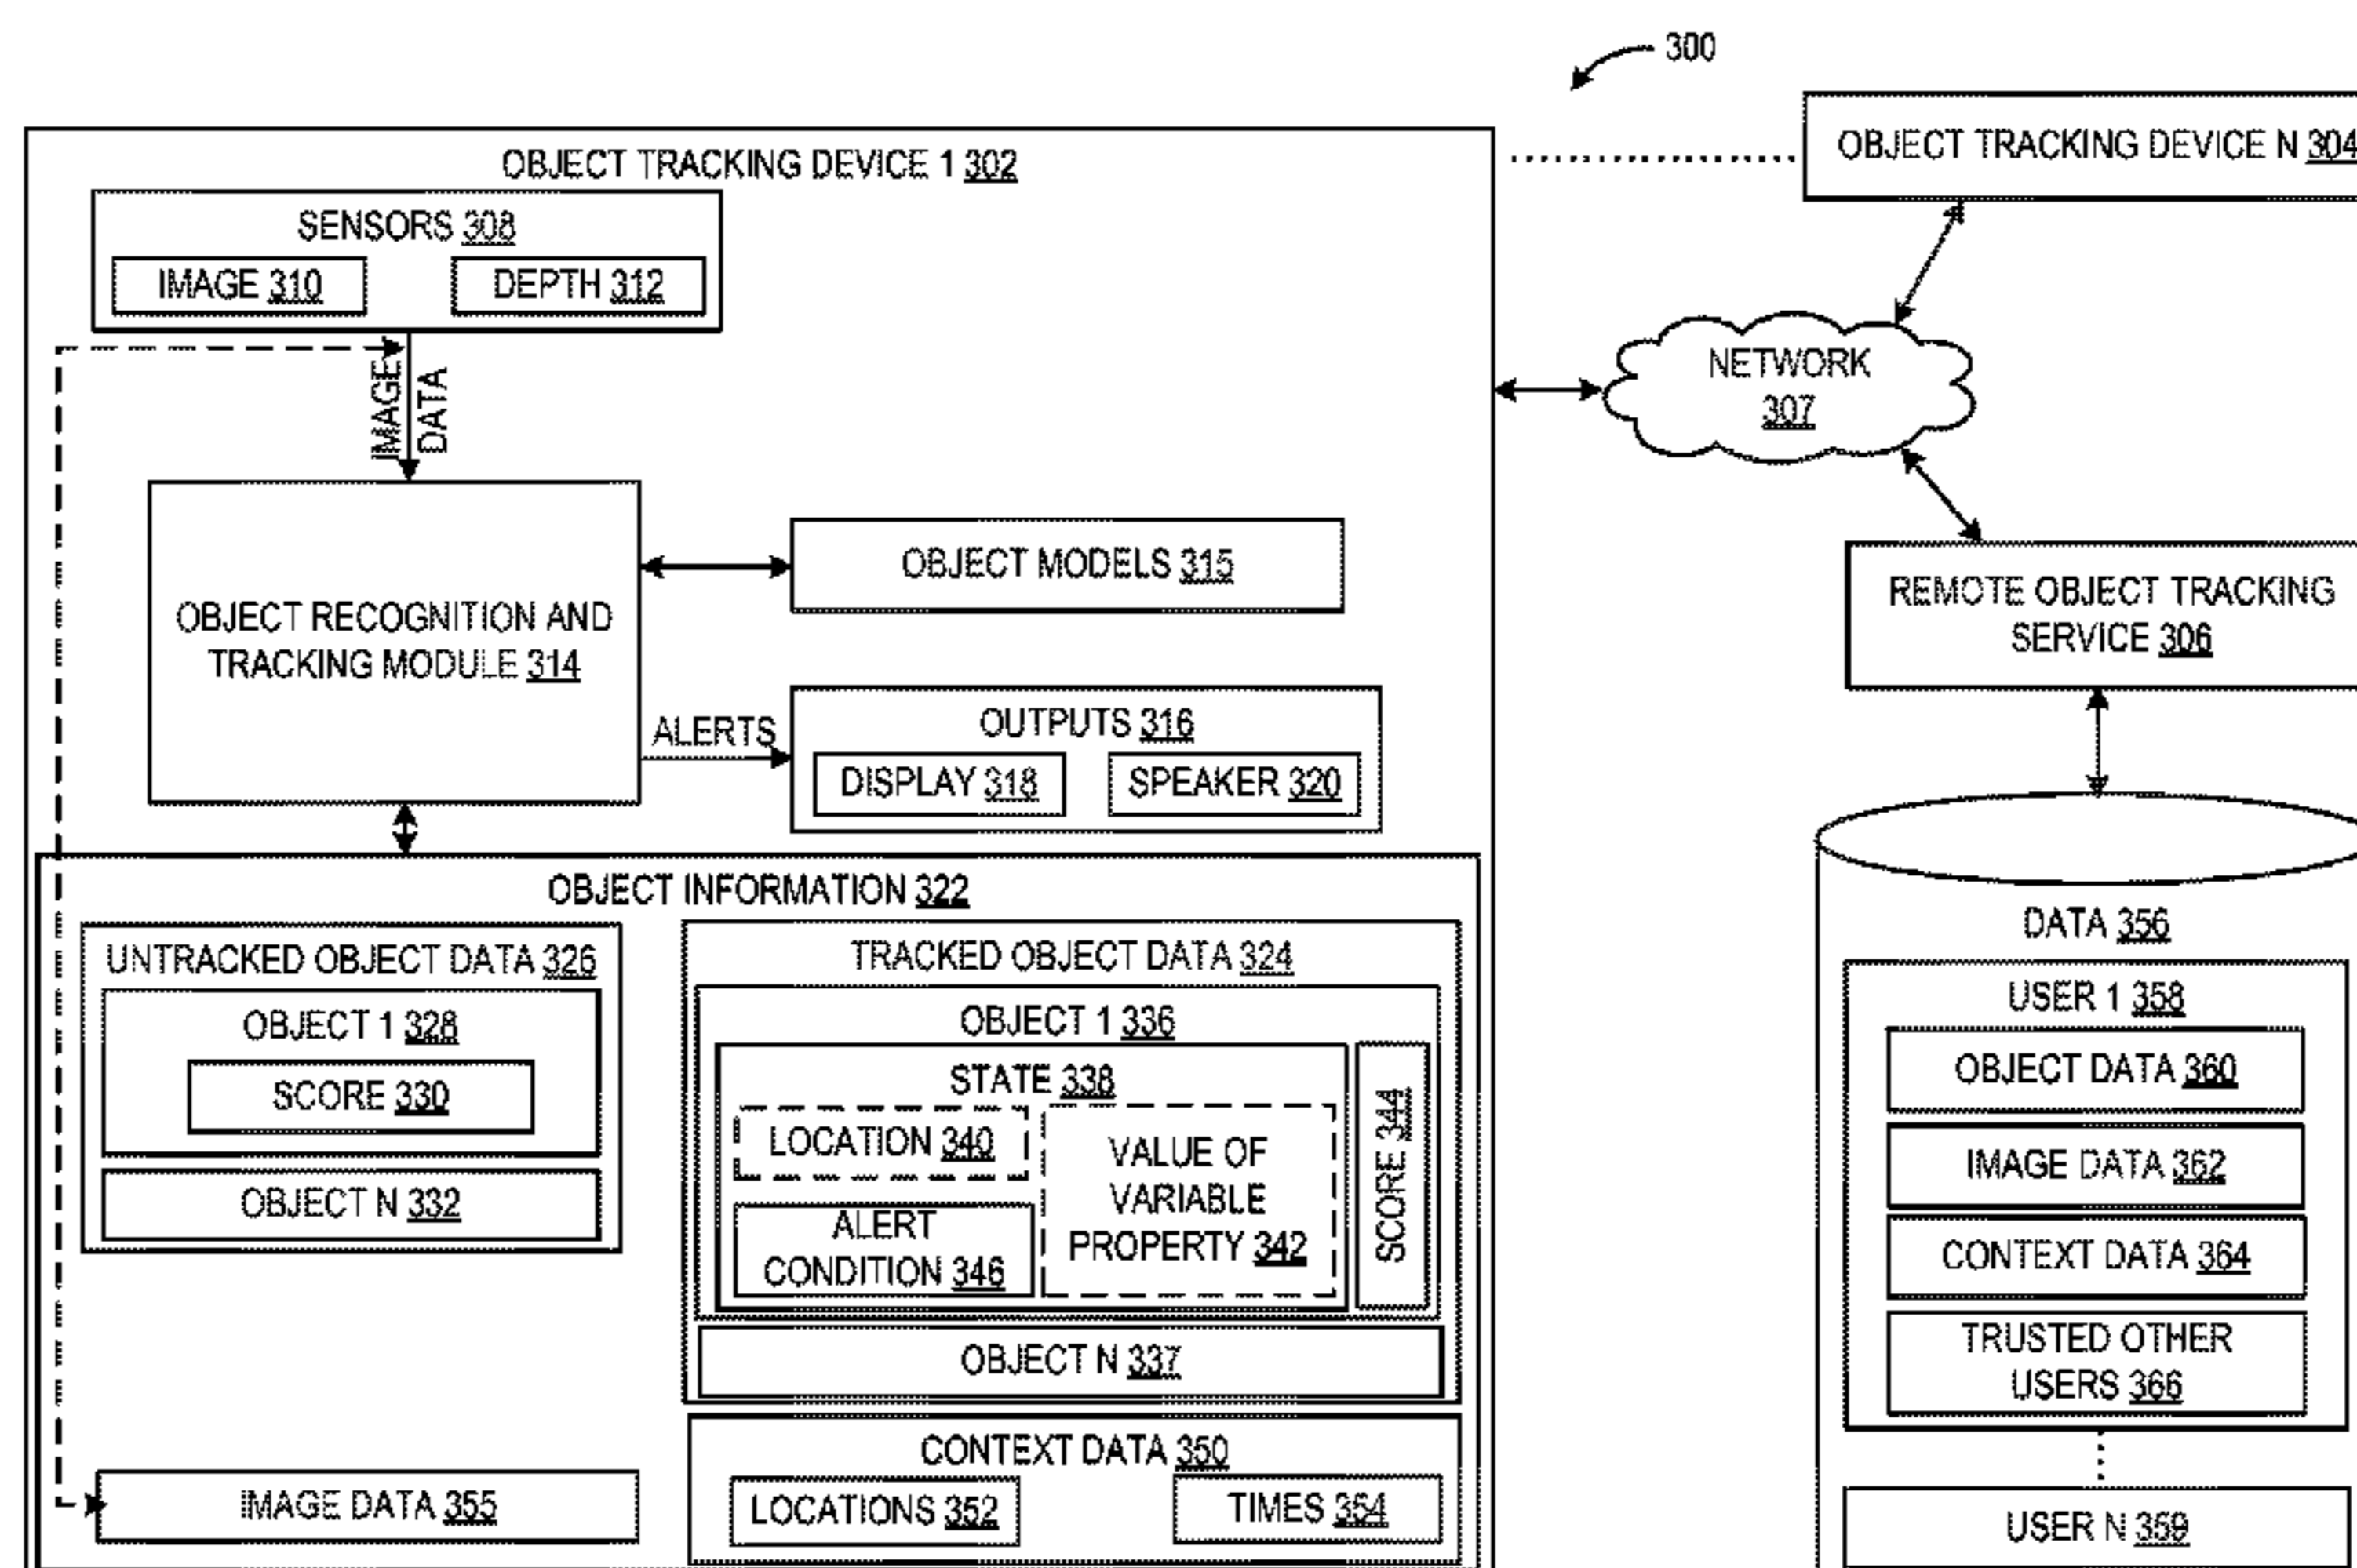 300
OBJECT TRACKING DEVICE 1 302
OBJECT TRACKING DEVICE N 304
SENSORS 308
IMAGE 310
DEPTH 312
IMAGE
DATA
NETWORK
307
OBJECT RECOGNITION AND
TRACKING MODULE 314
OBJECT MODELS 315
REMOTE OBJECT TRACKING
SERVICE 306
ALERTS
OUTPUTS 316
DISPLAY 318
SPEAKER 320
OBJECT INFORMATION 322
UNTRACKED OBJECT DATA 326
OBJECT 1 328
SCORE 330
OBJECT N 332
TRACKED OBJECT DATA 324
OBJECT 1 336
STATE 338
LOCATION 340
ALERT
CONDITION 346
VALUE OF
VARIABLE
PROPERTY 342
SCORE 344
OBJECT N 337
CONTEXT DATA 350
LOCATIONS 352
TIMES 354
IMAGE DATA 355
DATA 356
USER 1 358
OBJECT DATA 360
IMAGE DATA 362
CONTEXT DATA 364
TRUSTED OTHER
USERS 366
USER N 359